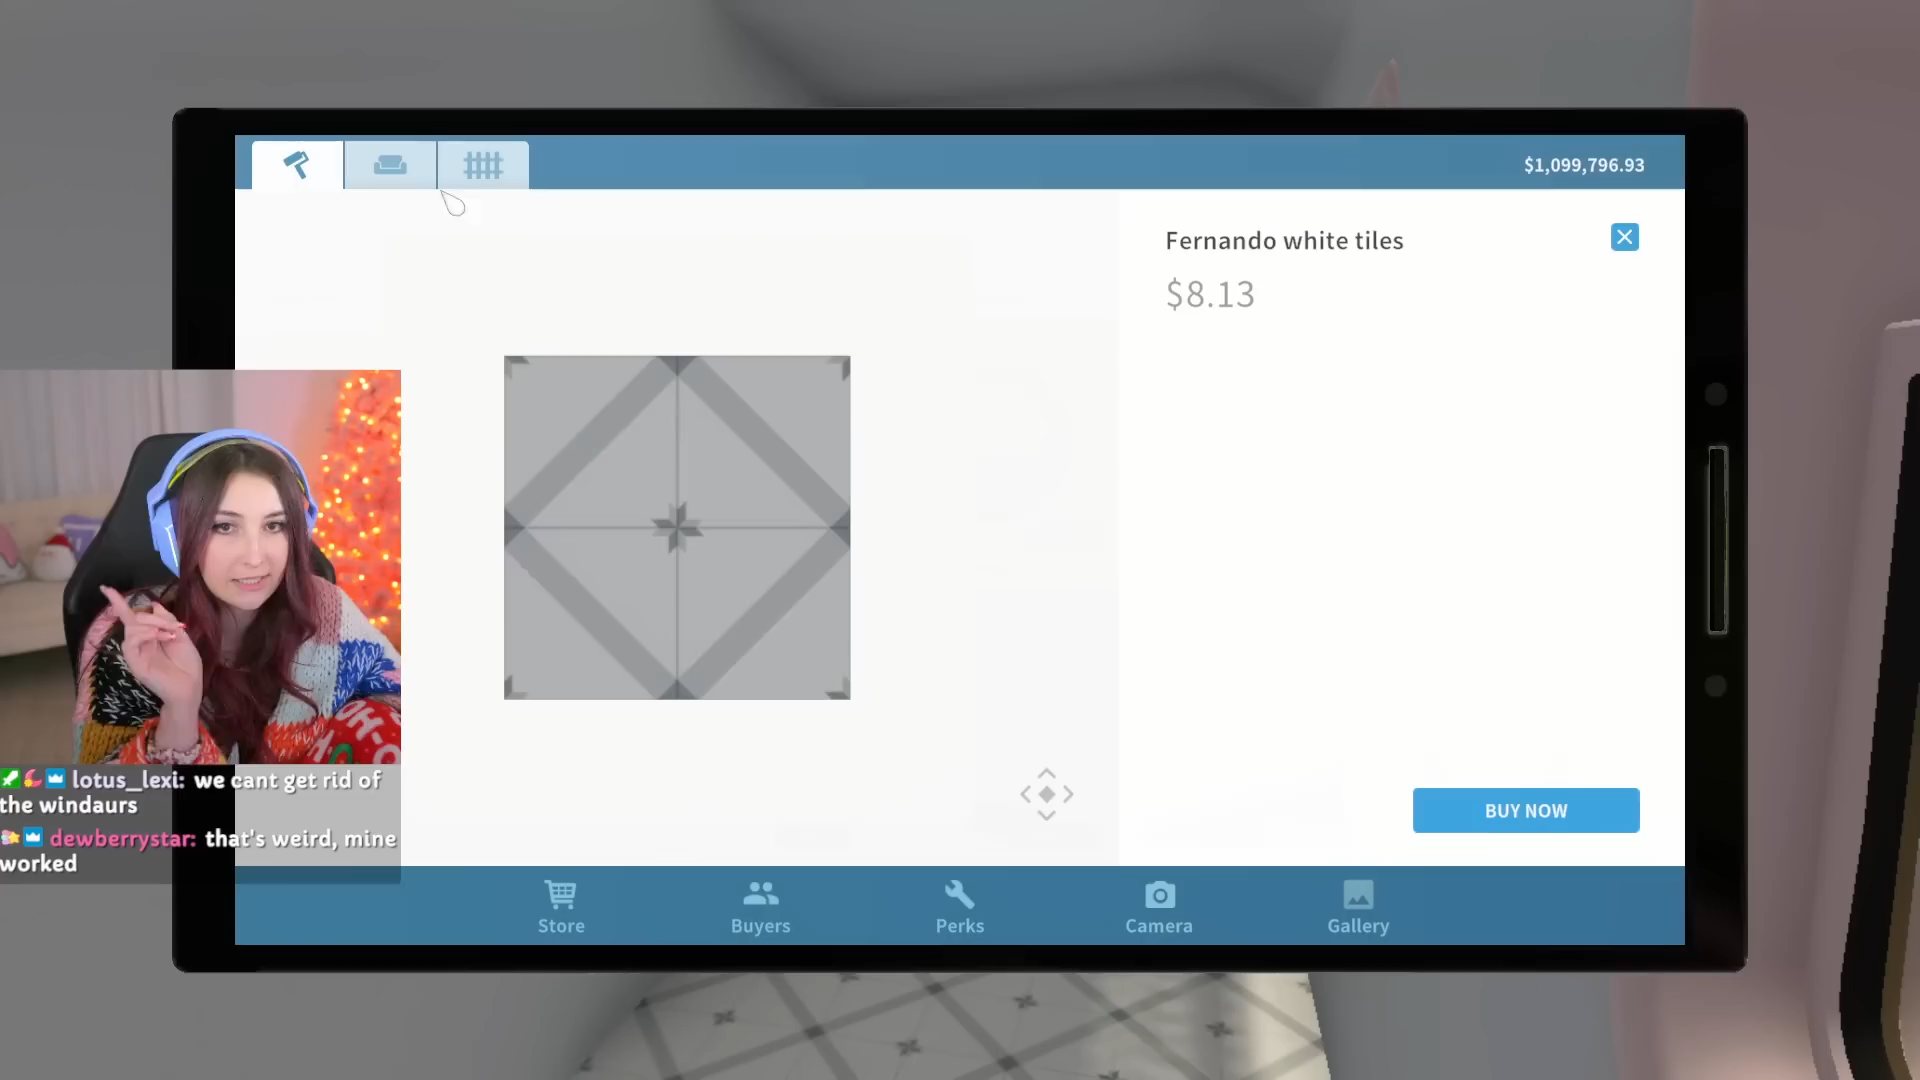 $1,099,796.93
Fernando white tiles
$8.13
lotus_lexi: we cant get rid of
the windaurs
dewberrystar: that's weird, mine
worked
BUY NOW
Store
Buyers
Perks
Camera
Gallery